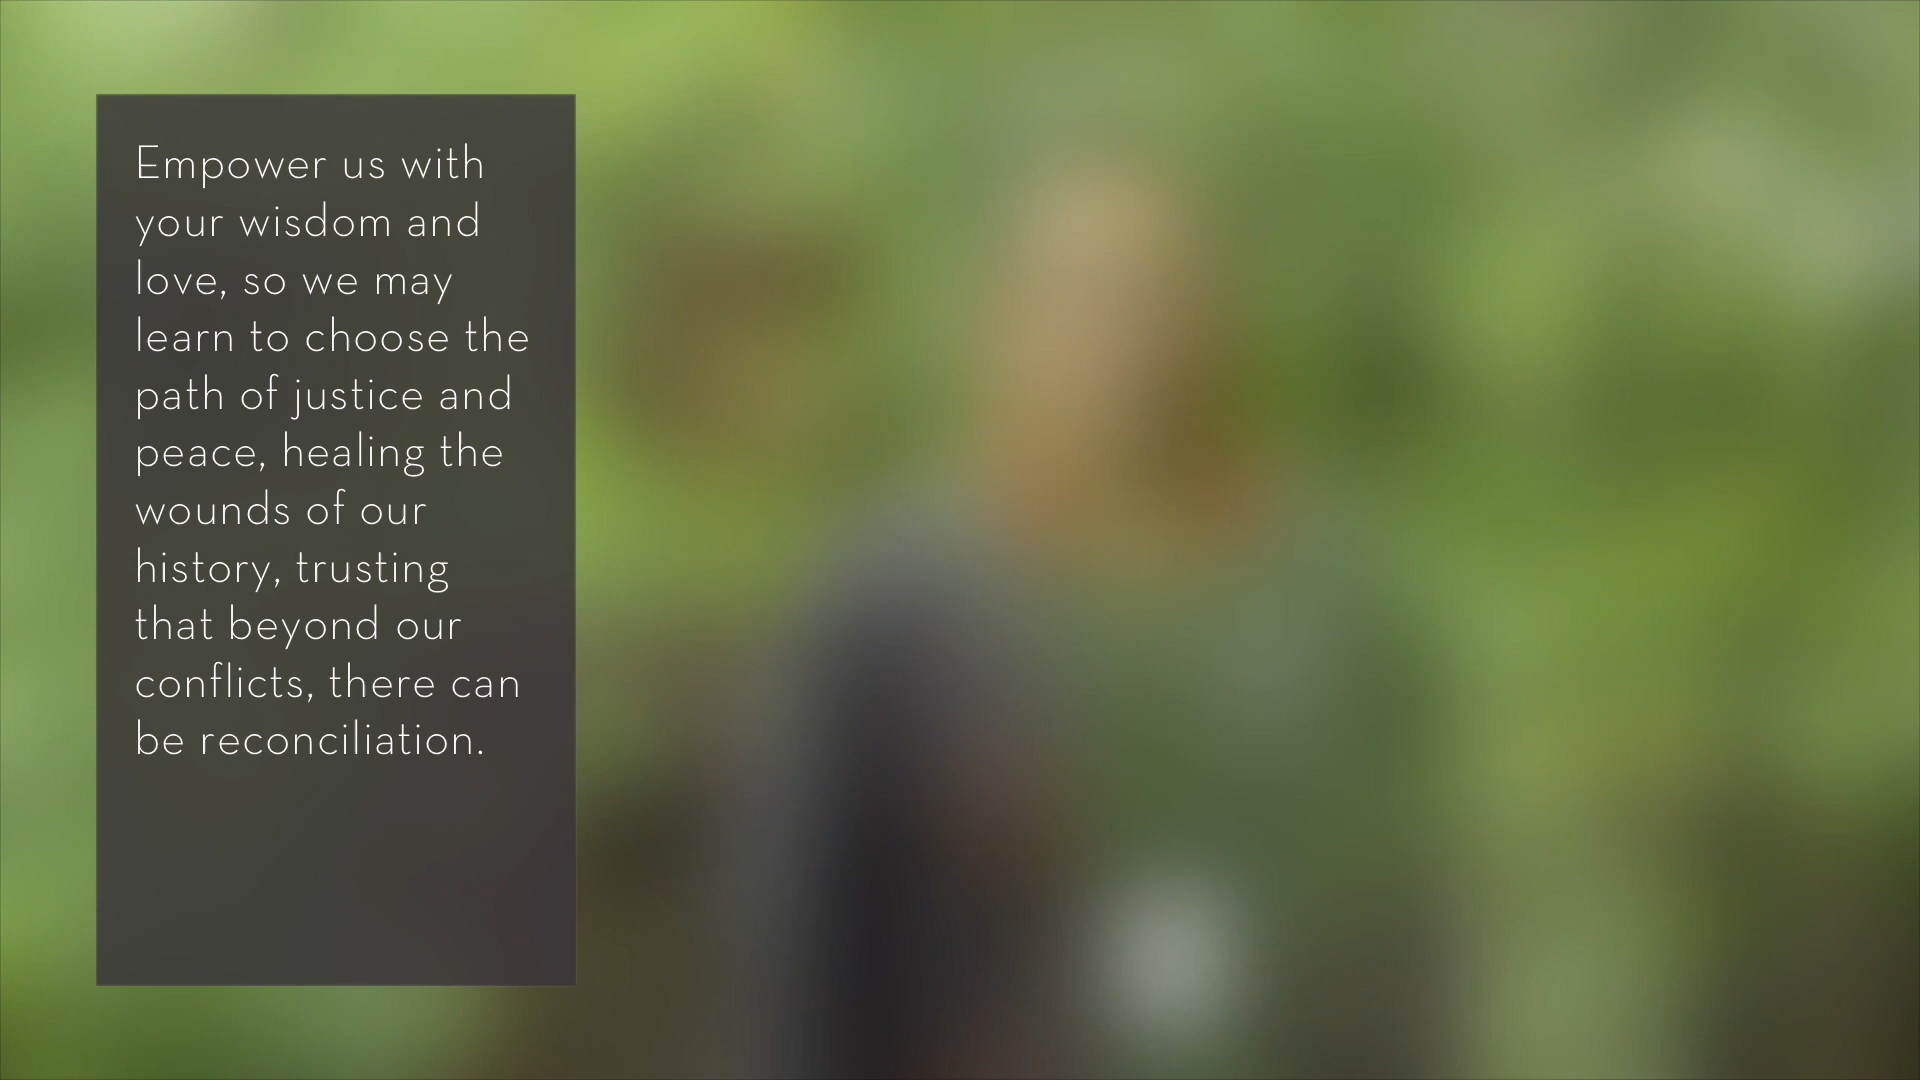 Empower us with
your wisdom and
love, so we may
learn to choose the
path of justice and
peace, healing the
wounds of our
history, trusting
that beyond our
conflicts, there can
be reconciliation.